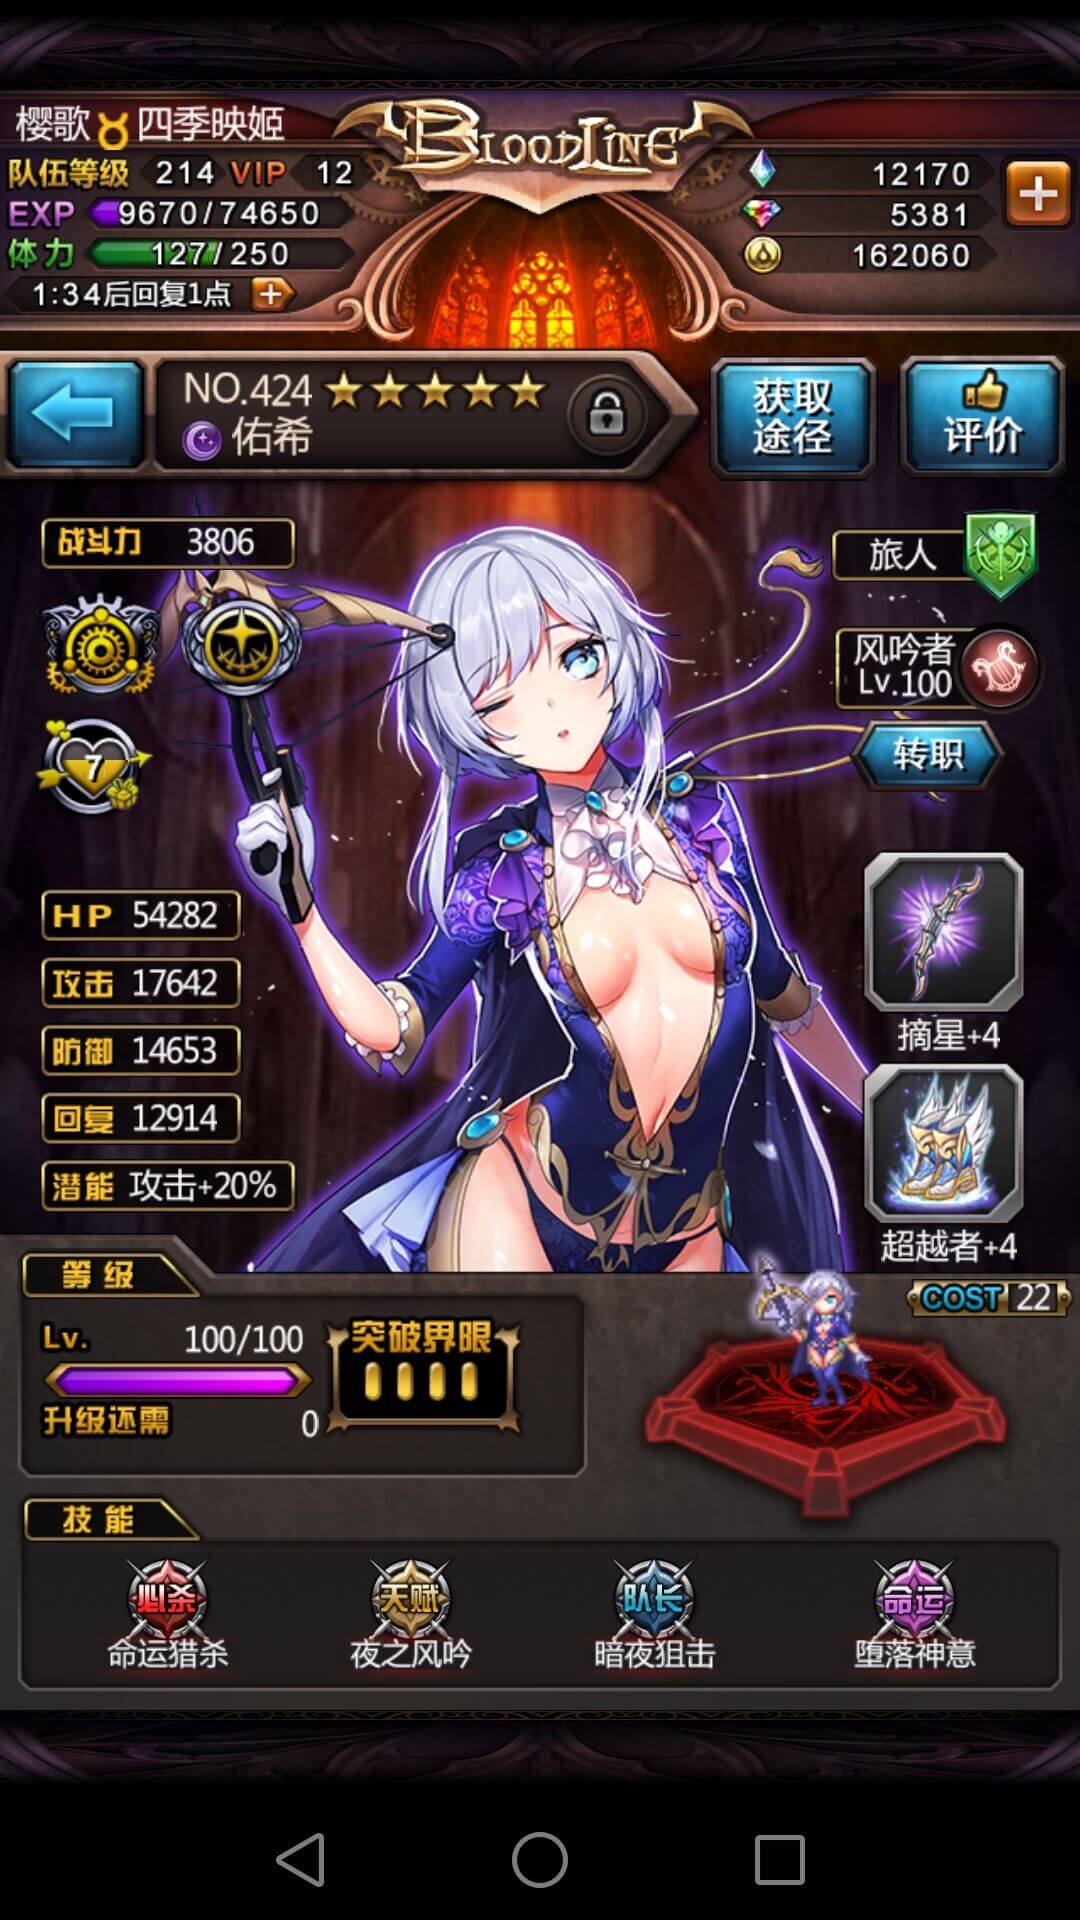 樱歌♉四季映姬
BLOODLINE
队伍等级 214 VIP 12
12170
EXP 9670/74650
5381
体力 127/250
162060
1:34后回复1点
NO.424
佑希
获取
途径
评价
战斗力 3806
旅人
风吟者
Lv.100
转职
7
HP 54282
攻击 17642
防御 14653
回复 12914
潜能 攻击+20%
摘星+4
超越者+4
等级
COST 22
Lv. 100/100
突破界限
升级还需 0
技能
必杀 天赋 队长 命运
命运猎杀 夜之风吟 暗夜狙击 堕落神意